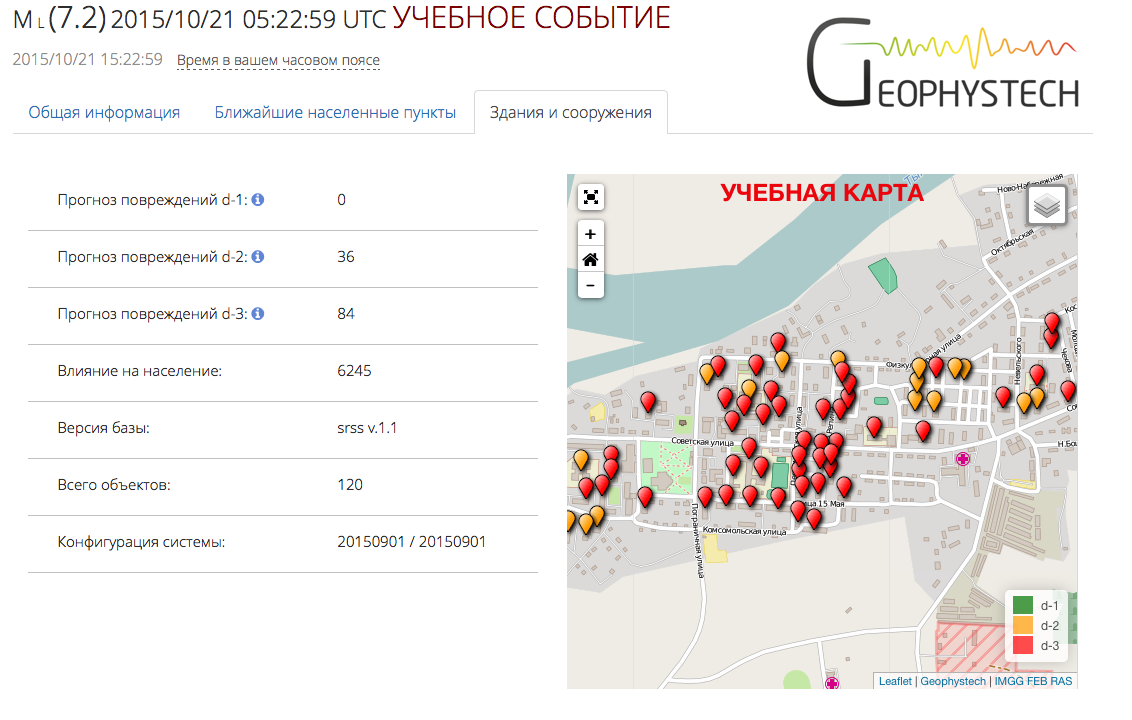 M L (7.2) 2015/10/21 05:22:59 UTC УЧЕБНОЕ СОБЫТИЕ
2015/10/21 15:22:59 Время в вашем часовом поясе
GEOPHYSTECH
Общая информация
Ближайшие населенные пункты
Здания и сооружения
Прогноз повреждений d-1: 0
Прогноз повреждений d-2: 36
Прогноз повреждений d-3: 84
Влияние на население: 6245
Версия базы: srss v.1.1
Всего объектов: 120
Конфигурация системы: 20150901 / 20150901
УЧЕБНАЯ КАРТА
+
−
Ново-Набережная
Октябрьская
Невельского
Чехова
Советская улица
Пограничная улица
Комсомольская улица
15 Мая
d-1
d-2
d-3
Leaflet | Geophystech | IMGG FEB RAS